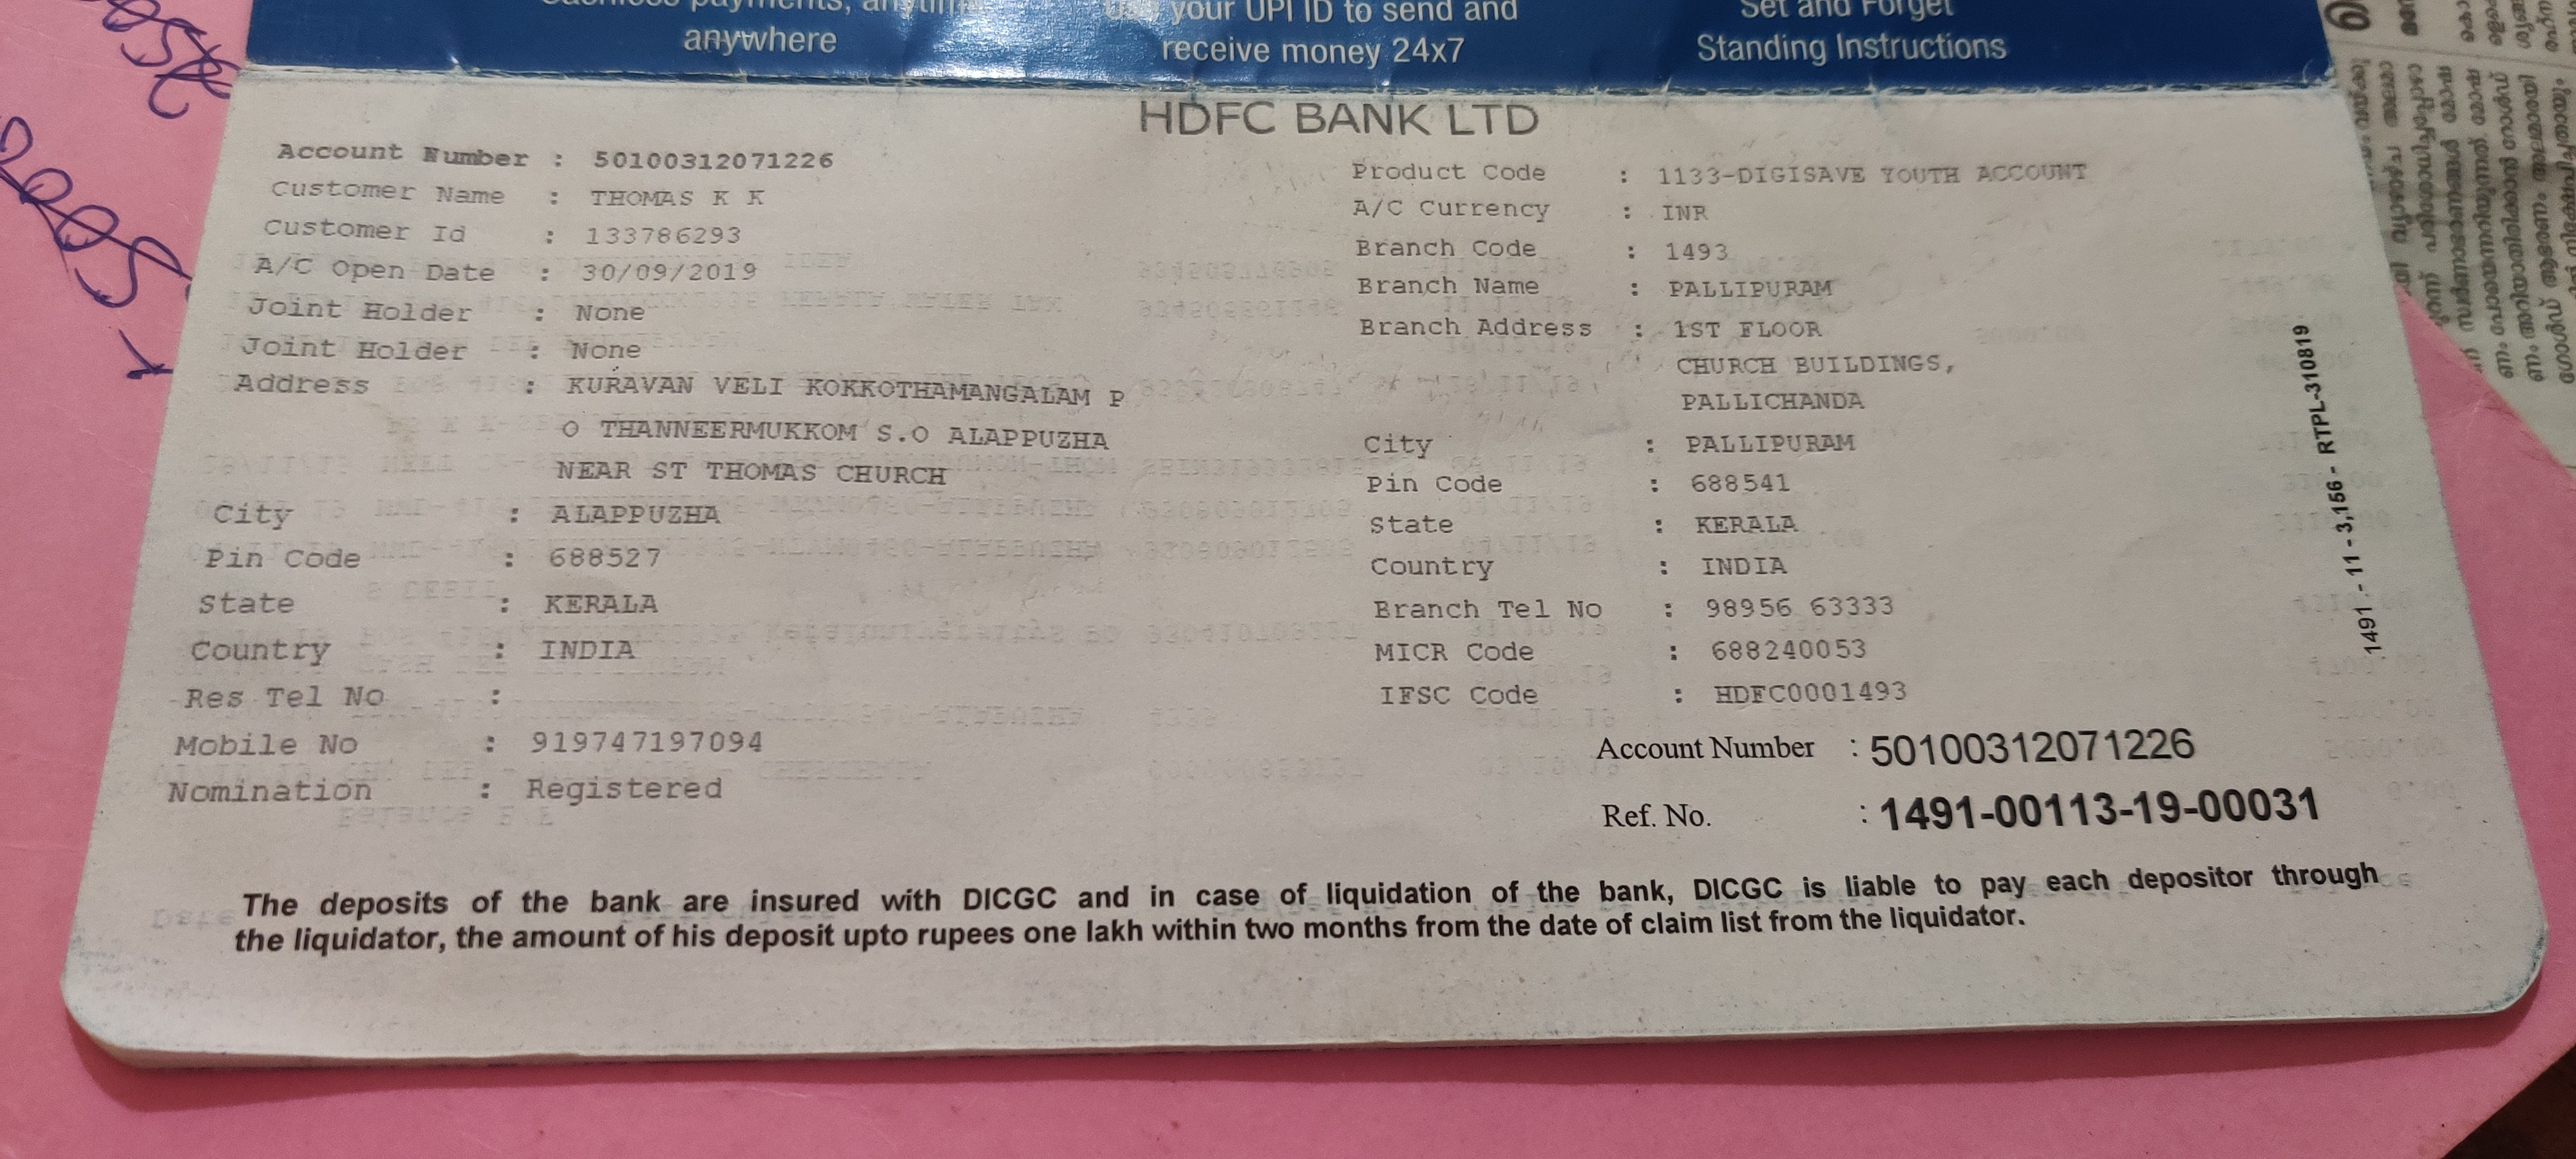 anywhere
your UPI ID to send and
receive money 24x7
Set and Forget
Standing Instructions
HDFC BANK LTD
Account Number : 50100312071226
Customer Name : THOMAS K K
Customer Id : 133786293
A/C Open Date : 30/09/2019
Joint Holder : None
Joint Holder : None
Address : KURAVAN VELI KOKKOTHAMANGALAM P
O THANNEERMUKKOM S.O ALAPPUZHA
NEAR ST THOMAS CHURCH
City : ALAPPUZHA
Pin Code : 688527
State : KERALA
Country : INDIA
Res Tel No :
Mobile No : 919747197094
Nomination : Registered
Product Code : 1133-DIGISAVE YOUTH ACCOUNT
A/C Currency : INR
Branch Code : 1493
Branch Name : PALLIPURAM
Branch Address : 1ST FLOOR
CHURCH BUILDINGS,
PALLICHANDA
City : PALLIPURAM
Pin Code : 688541
State : KERALA
Country : INDIA
Branch Tel No : 98956 63333
MICR Code : 688240053
IFSC Code : HDFC0001493
Account Number : 50100312071226
Ref. No. : 1491-00113-19-00031
1491 - 11 - 3,156 - RTPL-310819
The deposits of the bank are insured with DICGC and in case of liquidation of the bank, DICGC is liable to pay each depositor through
the liquidator, the amount of his deposit upto rupees one lakh within two months from the date of claim list from the liquidator.